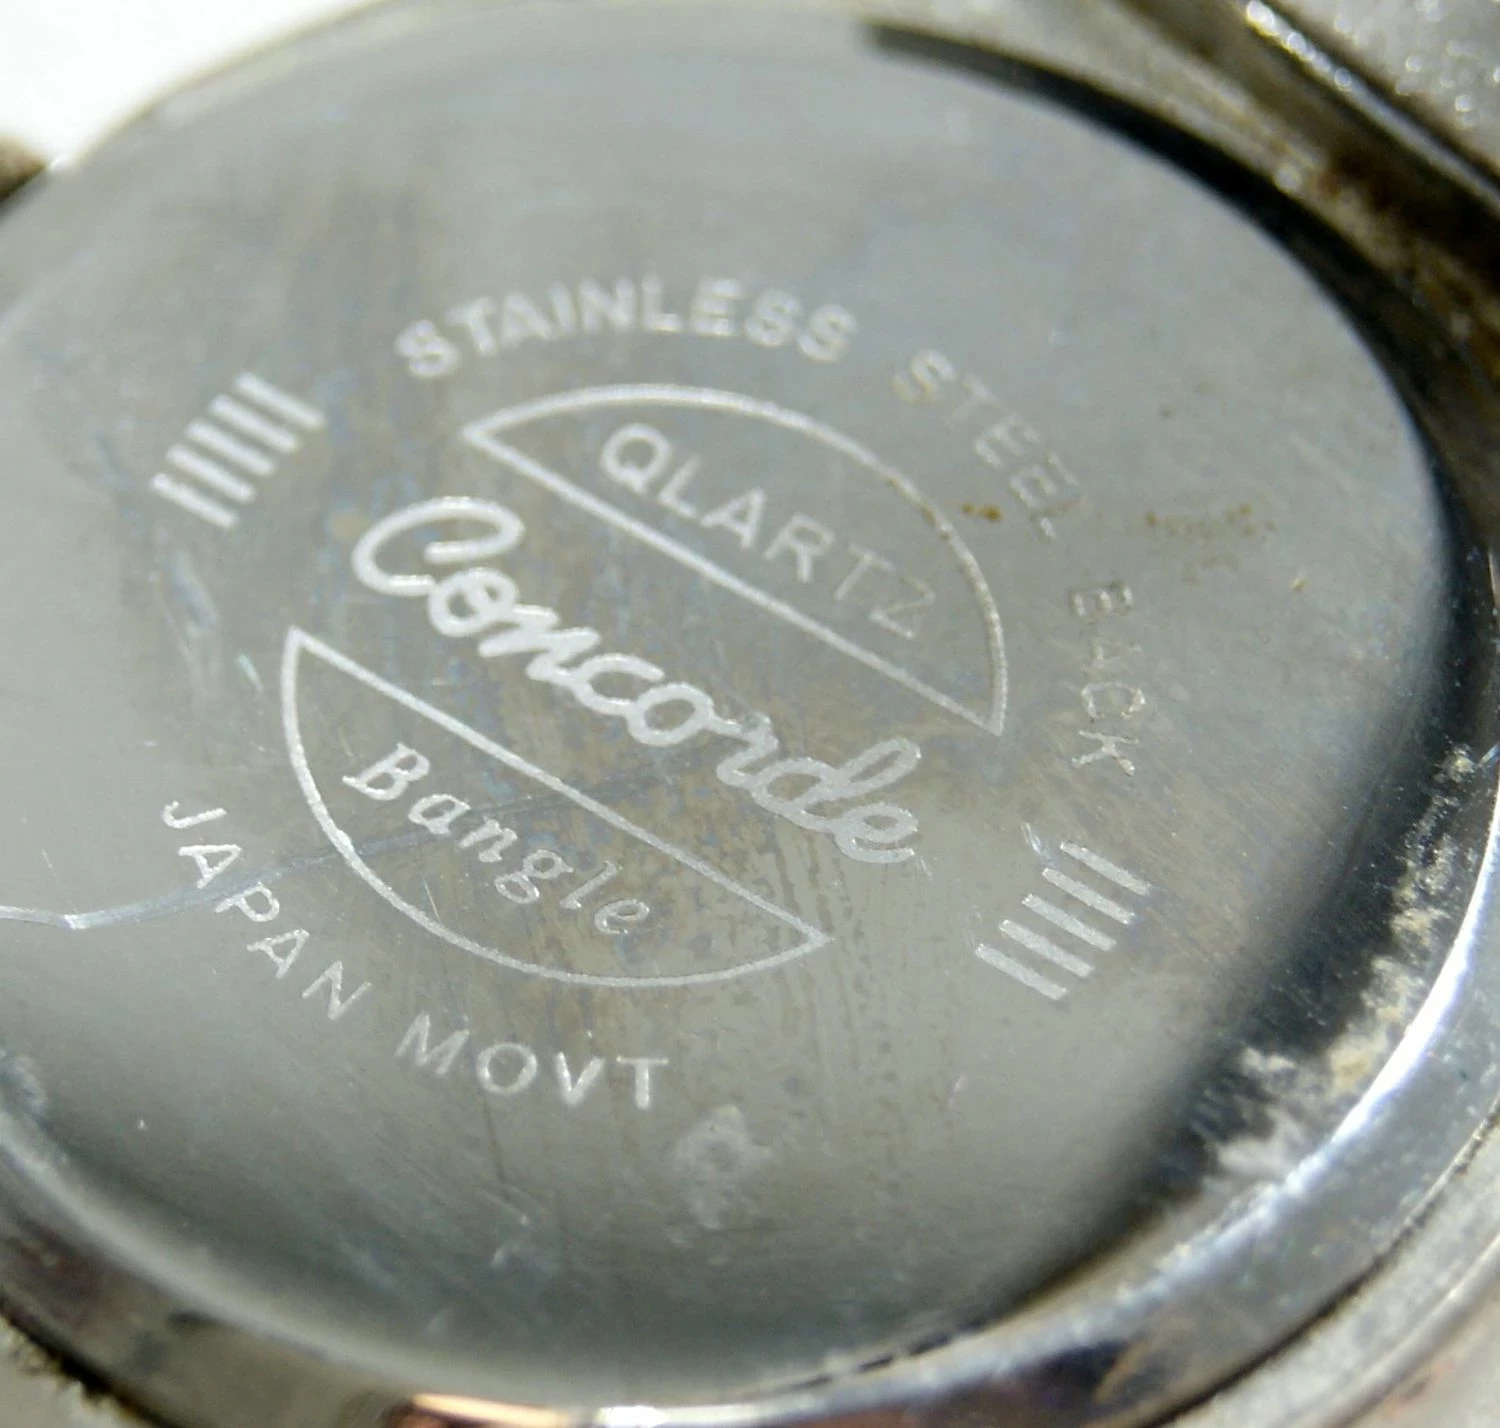 STAINLESS STEEL BACK
QLARTZ
Concorde
Bangle
JAPAN MOVT